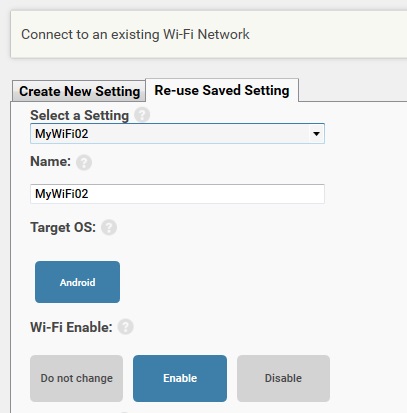 Connect to an existing Wi-Fi Network
Create New Setting Re-use Saved Setting
Select a Setting ?
MyWiFi02
Name: ?
MyWiFi02
Target OS: ?
Android
Wi-Fi Enable: ?
Do not change Enable Disable